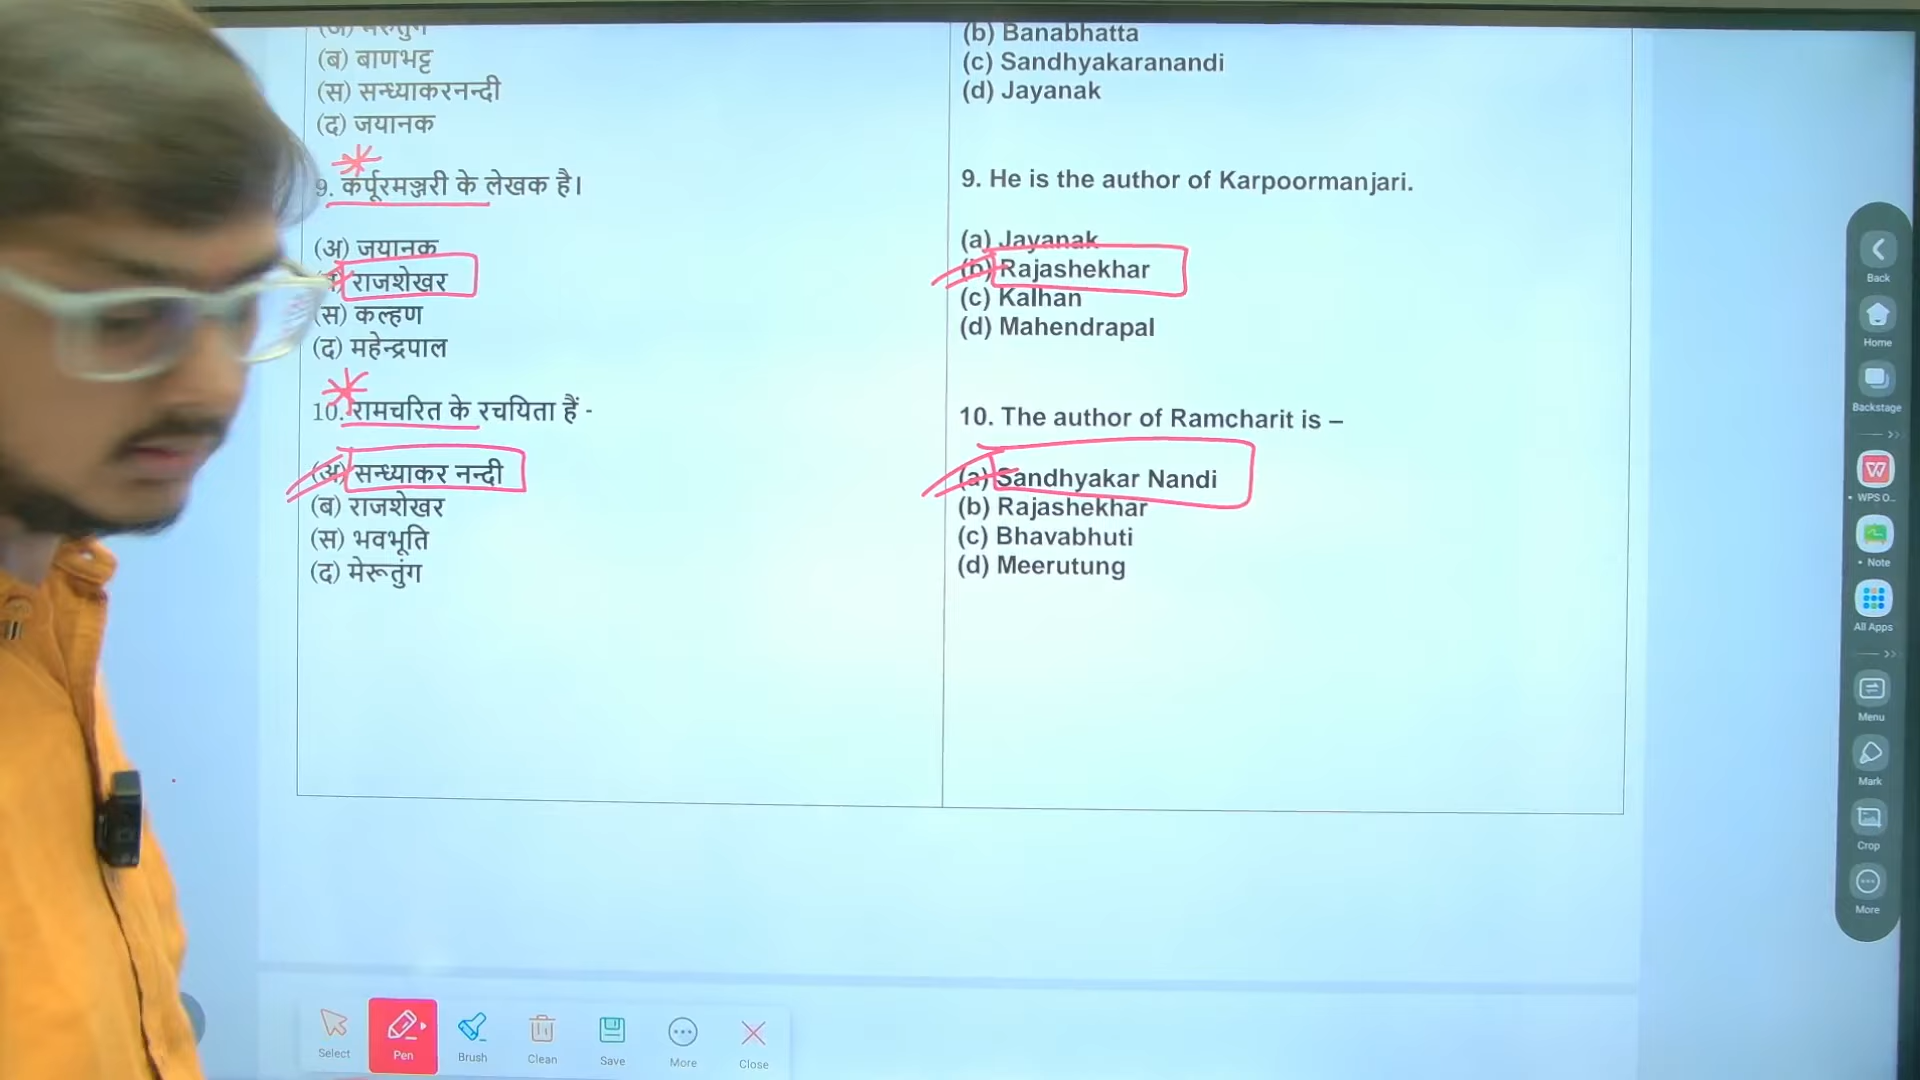 (ब) बाणभट्ट
(स) सन्ध्याकरनन्दी
(द) जयानक
9. कर्पूरमञ्जरी के लेखक है।
(अ) जयानक
राजशेखर
(स) कल्हण
(द) महेन्द्रपाल
10. रामचरित के रचयिता हैं -
(अ) सन्ध्याकर नन्दी
(ब) राजशेखर
(स) भवभूति
(द) मेरूतुंग
(b) Banabhatta
(c) Sandhyakaranandi
(d) Jayanak
9. He is the author of Karpoormanjari.
(a) Jayanak
(b) Rajashekhar
(c) Kalhan
(d) Mahendrapal
10. The author of Ramcharit is –
(a) Sandhyakar Nandi
(b) Rajashekhar
(c) Bhavabhuti
(d) Meerutung
Back
Home
Backstage
WPS O..
Note
All Apps
Menu
Mark
Crop
More
Select
Pen
Brush
Clean
Save
More
Close